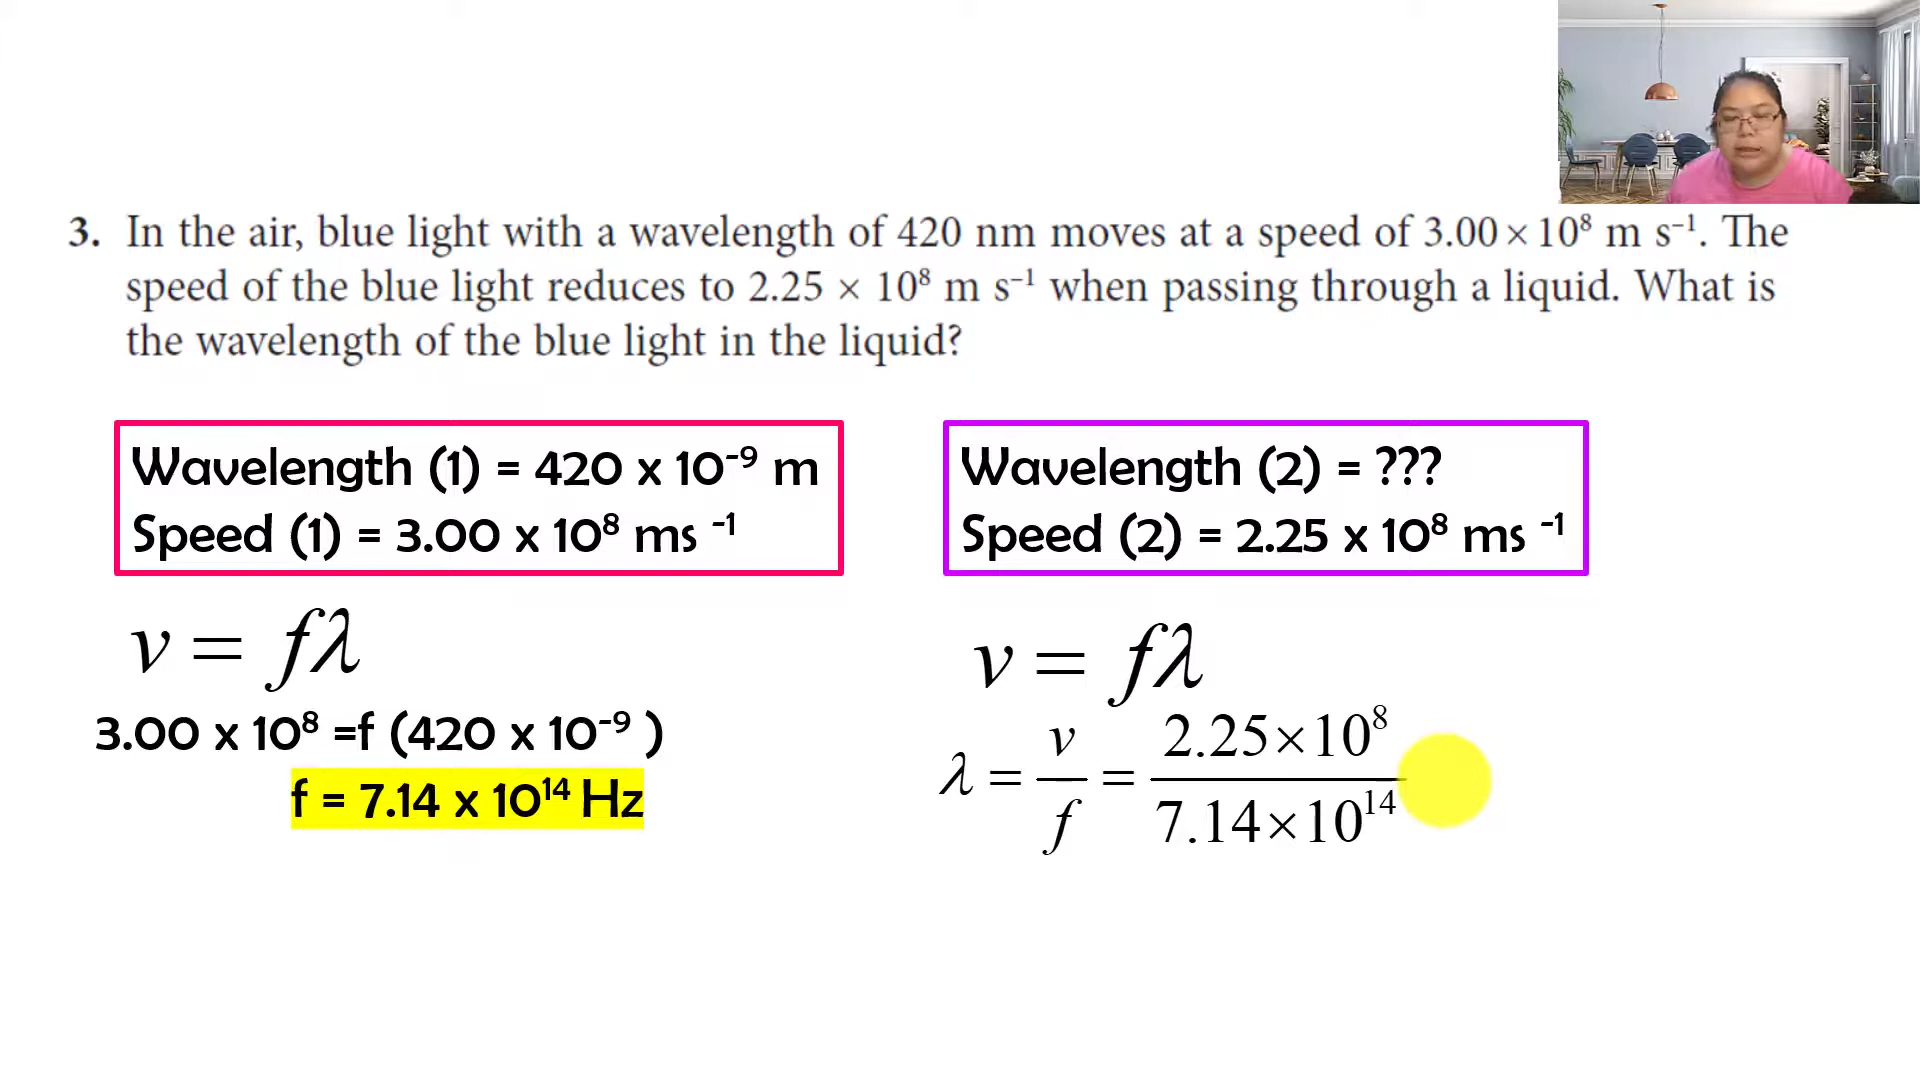 3. In the air, blue light with a wavelength of 420 nm moves at a speed of 3.00 × 10⁸ m s⁻¹. The
speed of the blue light reduces to 2.25 × 10⁸ m s⁻¹ when passing through a liquid. What is
the wavelength of the blue light in the liquid?
Wavelength (1) = 420 x 10⁻⁹ m
Speed (1) = 3.00 x 10⁸ ms ⁻¹
v = fλ
3.00 x 10⁸ =f (420 x 10⁻⁹ )
f = 7.14 x 10¹⁴ Hz
Wavelength (2) = ???
Speed (2) = 2.25 x 10⁸ ms ⁻¹
v = fλ
λ = v/f = 2.25×10⁸/7.14×10¹⁴